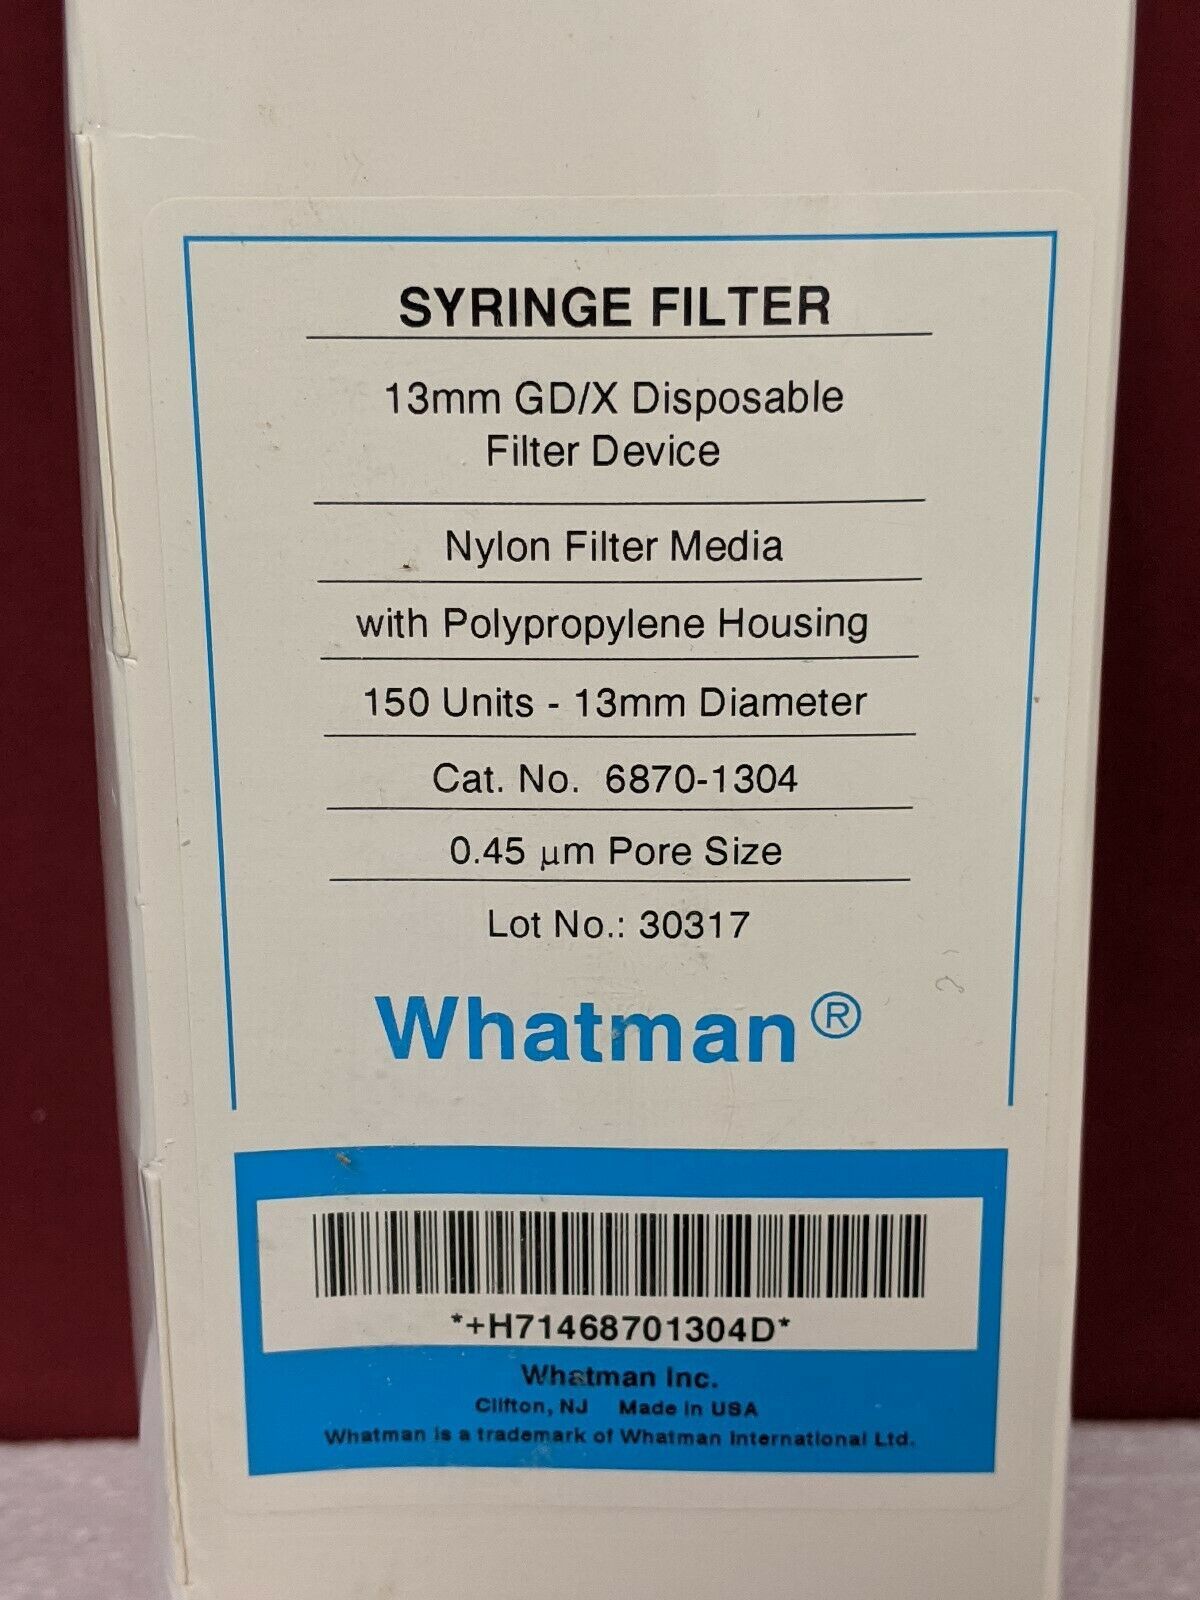 SYRINGE FILTER
13mm GD/X Disposable
Filter Device
Nylon Filter Media
with Polypropylene Housing
150 Units - 13mm Diameter
Cat. No. 6870-1304
0.45 μm Pore Size
Lot No.: 30317
Whatman®
*+H71468701304D*
Whatman Inc.
Clifton, NJ Made in USA
Whatman is a trademark of Whatman International Ltd.